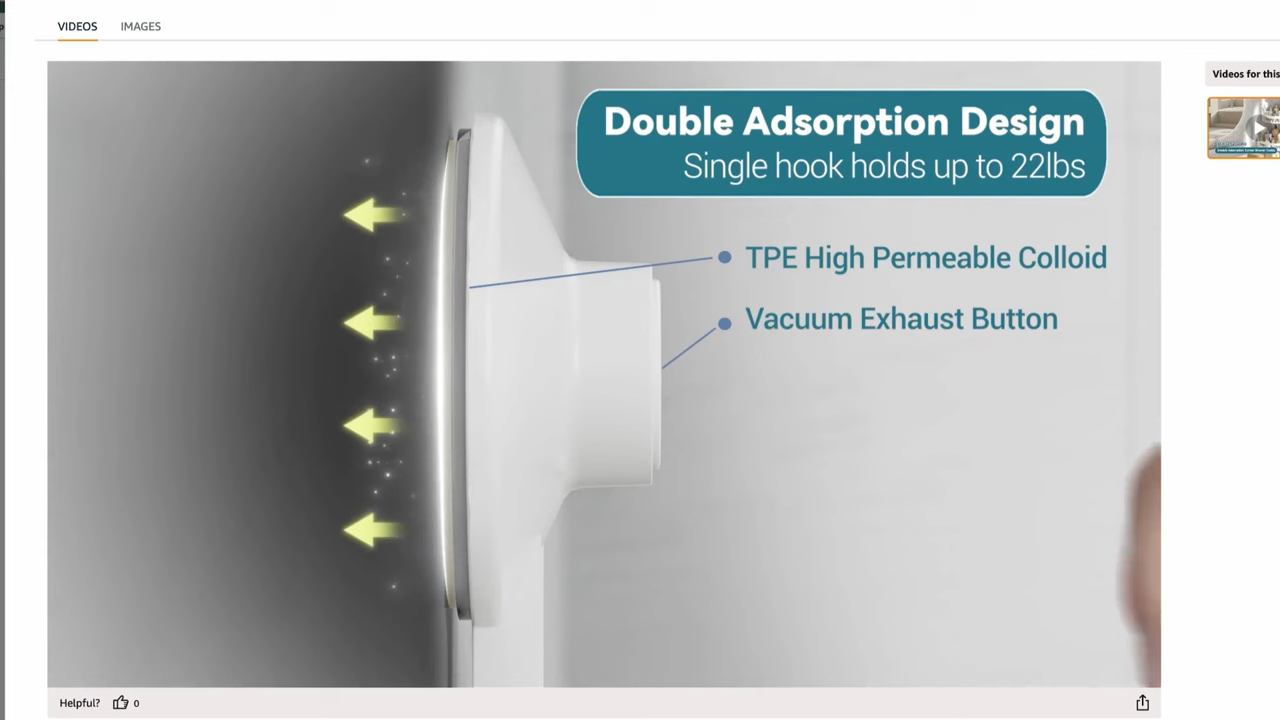 VIDEOS
IMAGES
Double Adsorption Design
Single hook holds up to 22lbs
TPE High Permeable Colloid
Vacuum Exhaust Button
Videos for this
Helpful?
0